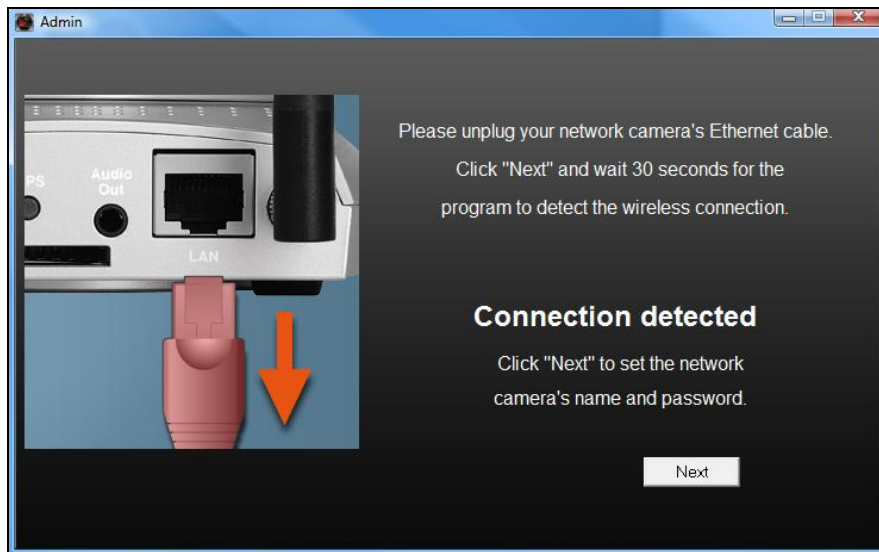 Admin
PS
Audio
Out
LAN
Please unplug your network camera's Ethernet cable.
Click "Next" and wait 30 seconds for the
program to detect the wireless connection.
Connection detected
Click "Next" to set the network
camera's name and password.
Next